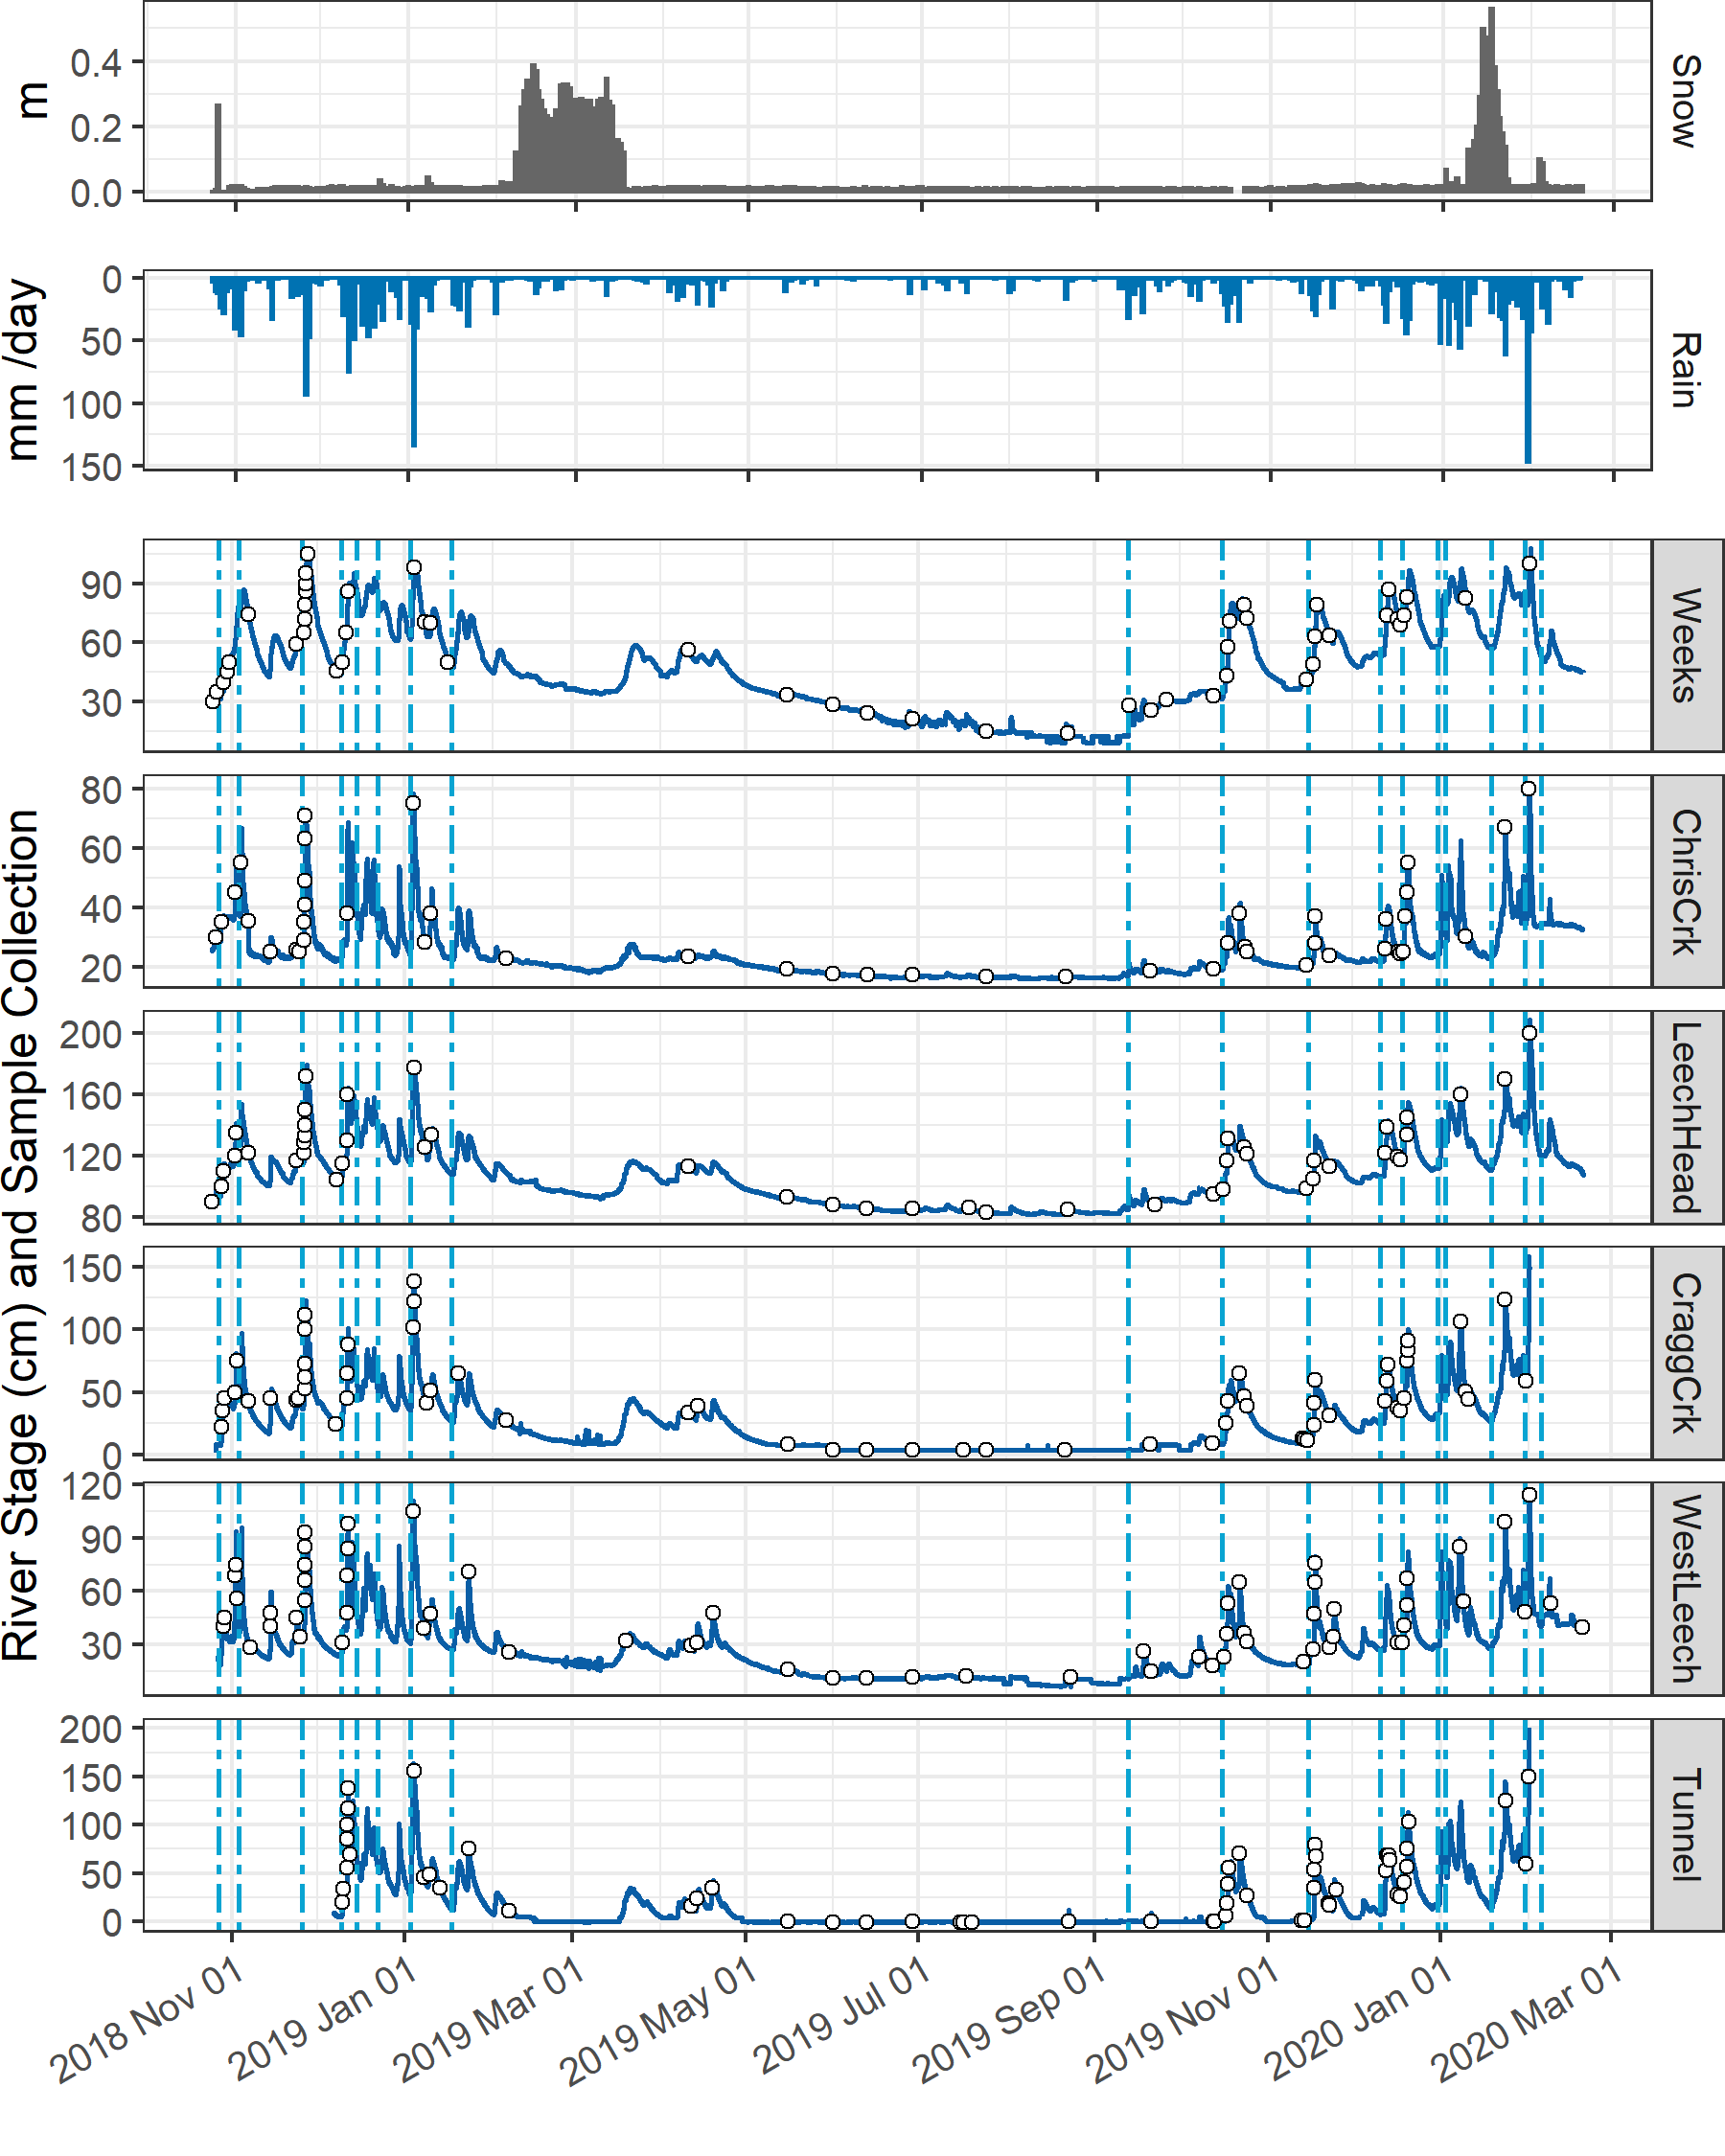 m
0.4
0.2
0.0
Snow
mm /day
0
50
100
150
Rain
River Stage (cm) and Sample Collection
90
60
30
Weeks
80
60
40
20
ChrisCrk
200
160
120
80
LeechHead
150
100
50
0
CraggCrk
120
90
60
30
WestLeech
200
150
100
50
0
Tunnel
2018 Nov 01
2019 Jan 01
2019 Mar 01
2019 May 01
2019 Jul 01
2019 Sep 01
2019 Nov 01
2020 Jan 01
2020 Mar 01